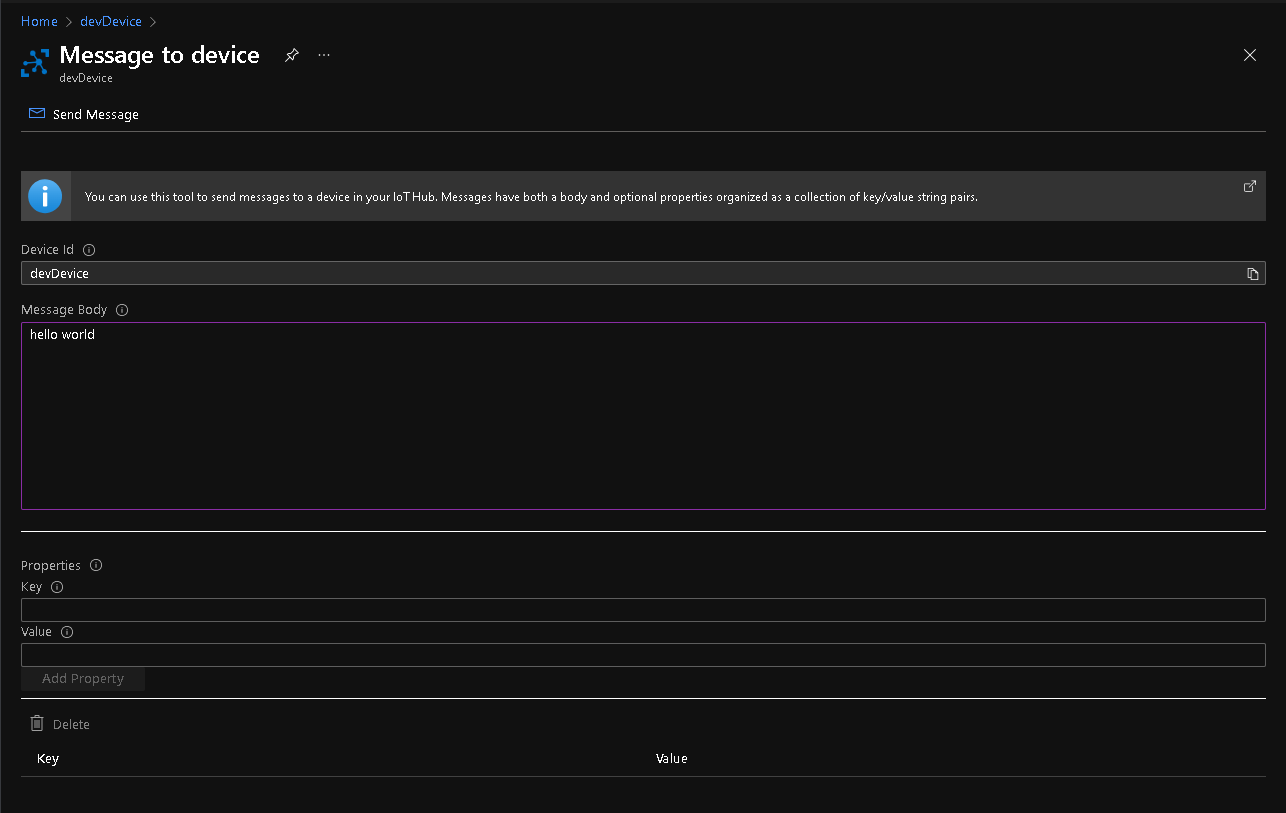 Home > devDevice >
Message to device ...
devDevice
Send Message
You can use this tool to send messages to a device in your IoT Hub. Messages have both a body and optional properties organized as a collection of key/value string pairs.
Device Id
devDevice
Message Body
hello world
Properties
Key
Value
Add Property
Delete
Key Value